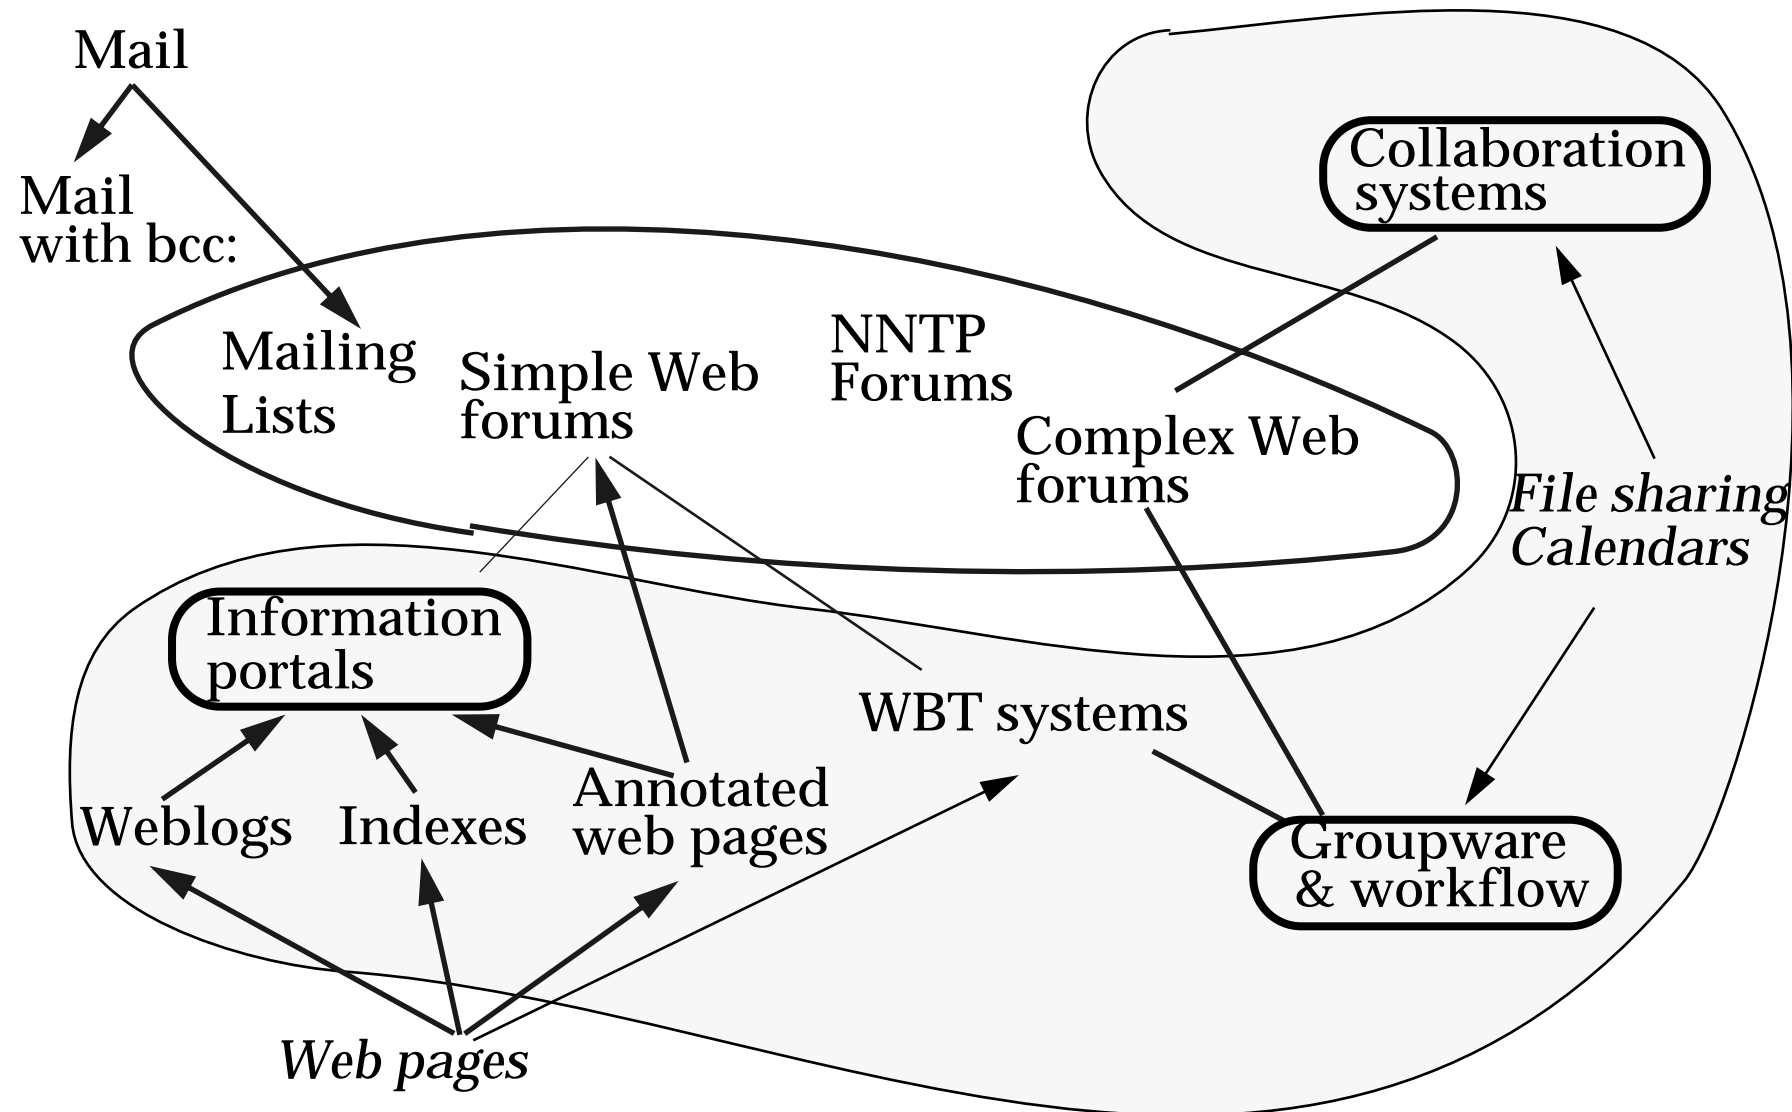 Mail
Mail
with bcc:
Collaboration
systems
Mailing
Lists
Simple Web
forums
NNTP
Forums
Complex Web
forums
File sharing
Calendars
Information
portals
WBT systems
Weblogs
Indexes
Annotated
web pages
Groupware
& workflow
Web pages